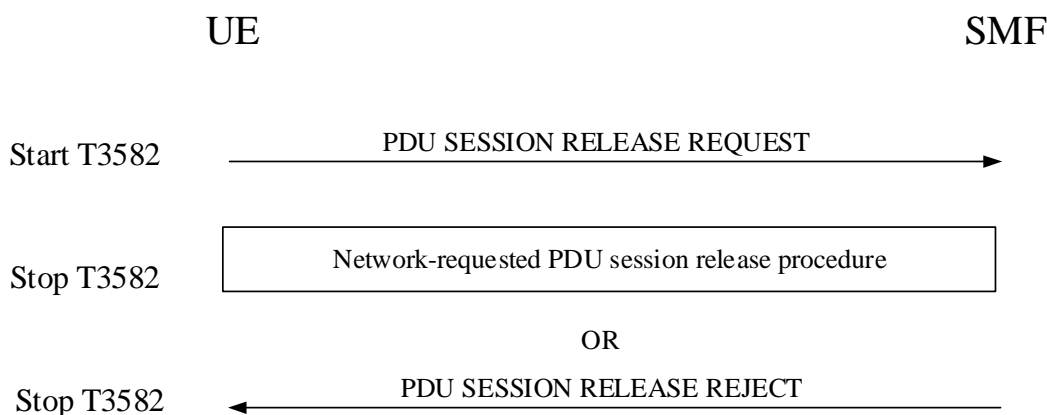 UE SMF
Start T3582 PDU SESSION RELEASE REQUEST
Stop T3582 Network-requested PDU session release procedure
OR
Stop T3582 PDU SESSION RELEASE REJECT